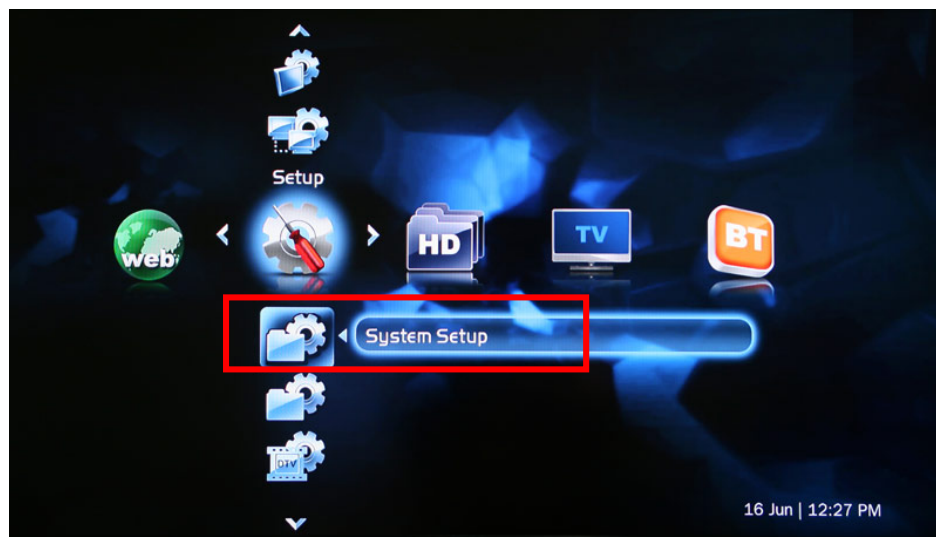 Setup
web
HD
TV
BT
System Setup
DTV
16 Jun | 12:27 PM